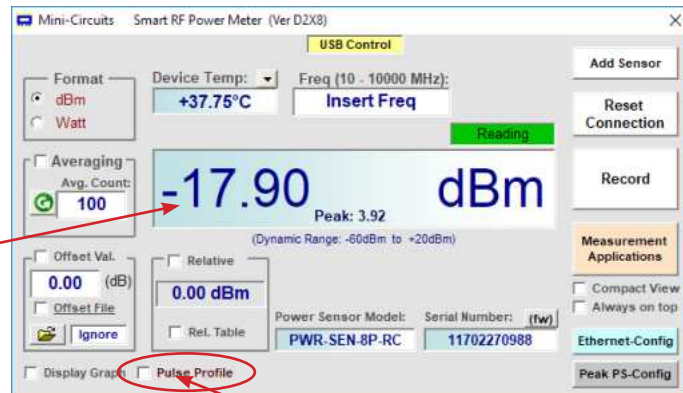 Mini-Circuits Smart RF Power Meter (Ver D2X8)
USB Control
Format
dBm
Watt
Device Temp:
+37.75°C
Freq (10 - 10000 MHz):
Insert Freq
Reading
Add Sensor
Reset
Connection
Averaging
Avg. Count:
100
-17.90 dBm
Peak: 3.92
(Dynamic Range: -60dBm to +20dBm)
Record
Measurement
Applications
Offset Val.
0.00 (dB)
Offset File
Ignore
Relative
0.00 dBm
Rel. Table
Power Sensor Model:
PWR-SEN-8P-RC
Serial Number: (fw)
11702270988
Compact View
Always on top
Ethernet-Config
Display Graph
Pulse Profile
Peak PS-Config